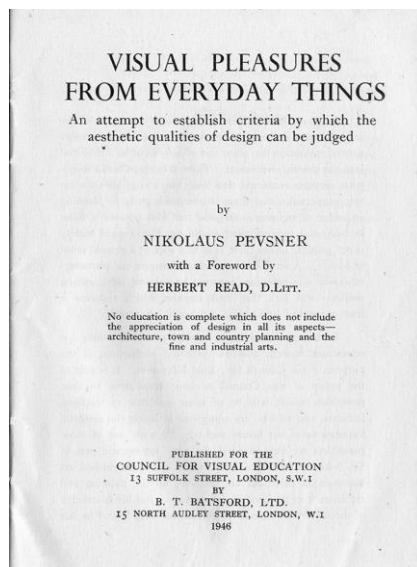 VISUAL PLEASURES
FROM EVERYDAY THINGS
An attempt to establish criteria by which the
aesthetic qualities of design can be judged
by
NIKOLAUS PEVSNER
with a Foreword by
HERBERT READ, D.LITT.
No education is complete which does not include
the appreciation of design in all its aspects—
architecture, town and country planning and the
fine and industrial arts.
PUBLISHED FOR THE
COUNCIL FOR VISUAL EDUCATION
13 SUFFOLK STREET, LONDON, S.W.1
BY
B. T. BATSFORD, LTD.
15 NORTH AUDLEY STREET, LONDON, W.1
1946